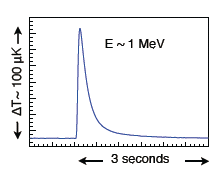 E ~ 1 MeV
ΔT~ 100 µK
3 seconds